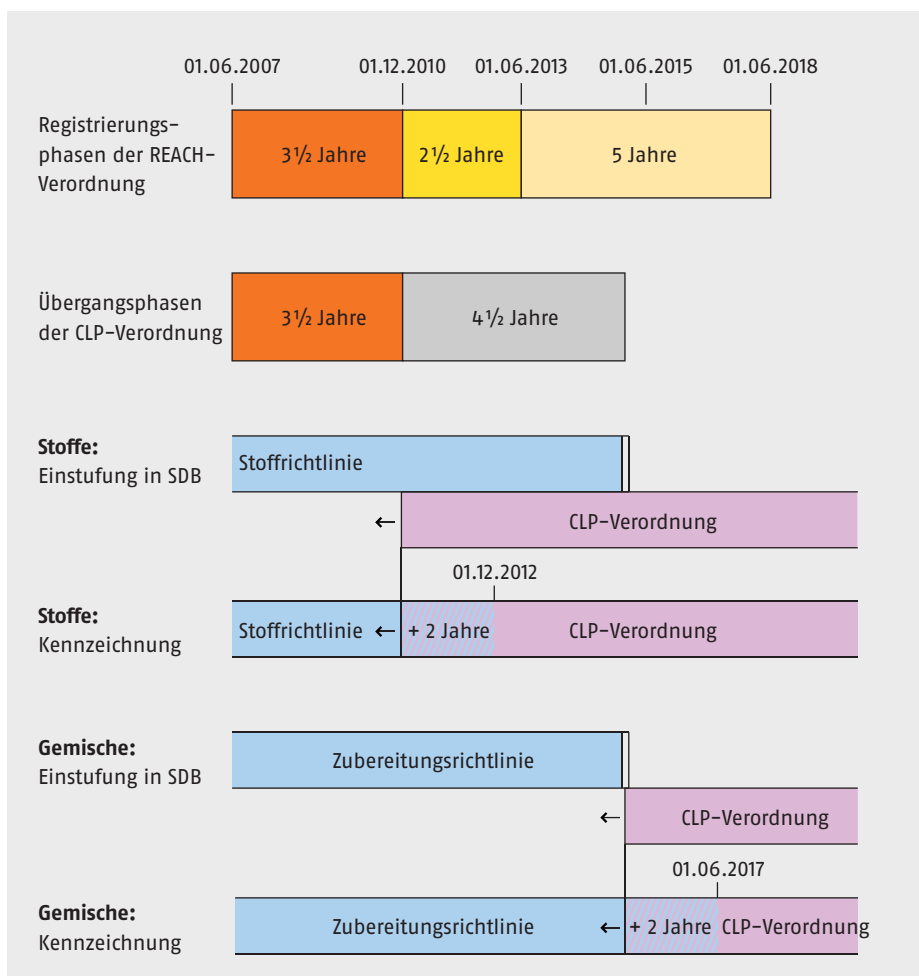 01.06.2007 01.12.2010 01.06.2013 01.06.2015 01.06.2018
Registrierungs-
phasen der REACH-
Verordnung
3½ Jahre 2½ Jahre 5 Jahre
Übergangsphasen
der CLP-Verordnung
3½ Jahre 4½ Jahre
Stoffe:
Einstufung in SDB
Stoffrichtlinie
← CLP-Verordnung
01.12.2012
Stoffe:
Kennzeichnung
Stoffrichtlinie ← + 2 Jahre CLP-Verordnung
Gemische:
Einstufung in SDB
Zubereitungsrichtlinie
← CLP-Verordnung
01.06.2017
Gemische:
Kennzeichnung
Zubereitungsrichtlinie ← + 2 Jahre CLP-Verordnung